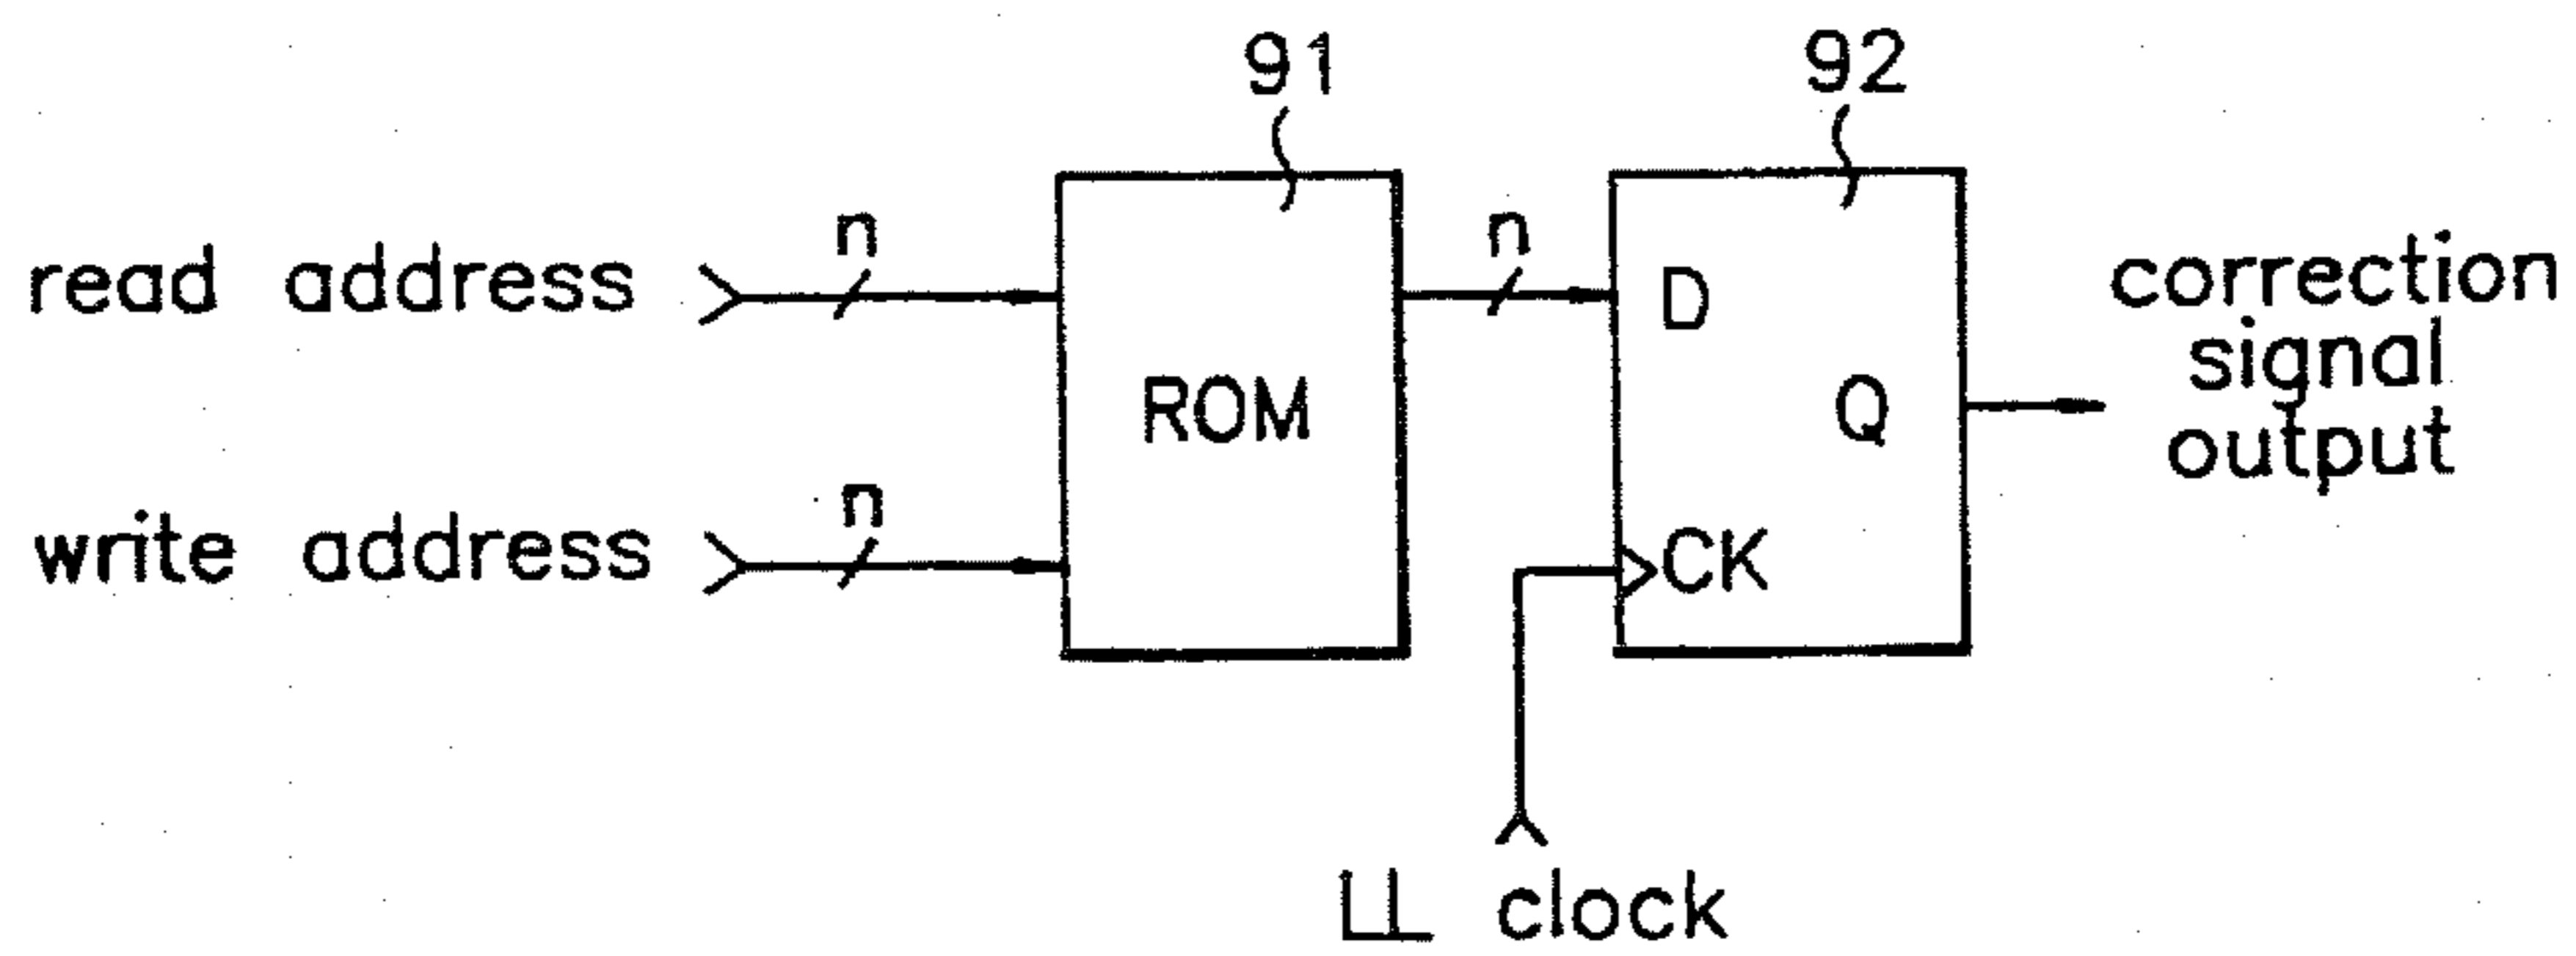 91
92
n
n
read address
D
correction
signal
output
ROM
Q
n
write address
CK
LL clock